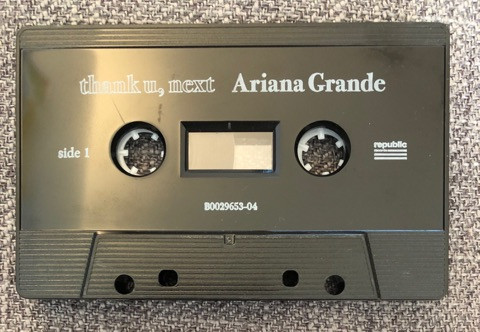 thank u, next Ariana Grande
side 1
republic
B0029653-04